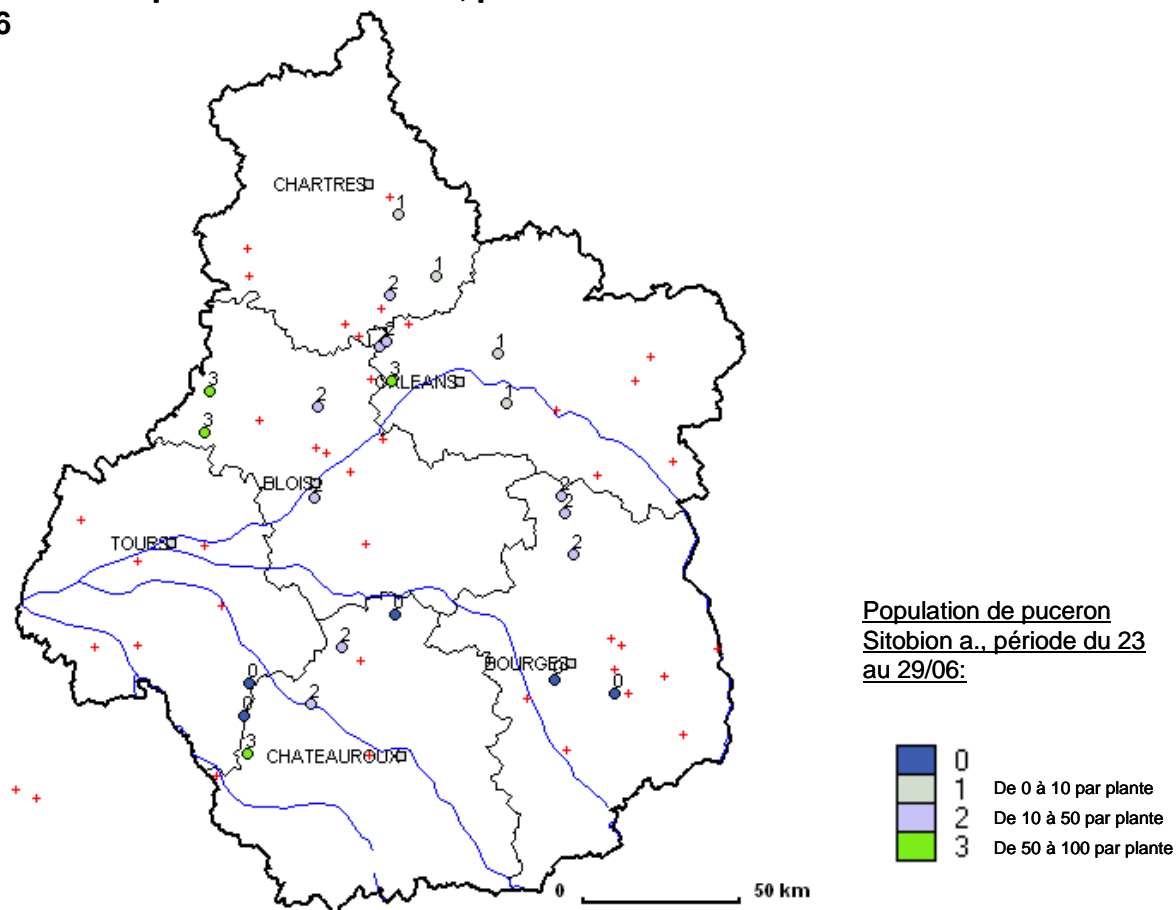 6
CHARTRES
1
1
2
2
1
3
ORLEANS
3
2
1
3
BLOIS
2
2
2
TOURS
2
0
2
BOURGES
0
0
0
2
0
3
CHATEAUROUX
Population de puceron
Sitobion a., période du 23
au 29/06:
0
1 De 0 à 10 par plante
2 De 10 à 50 par plante
3 De 50 à 100 par plante
0 50 km